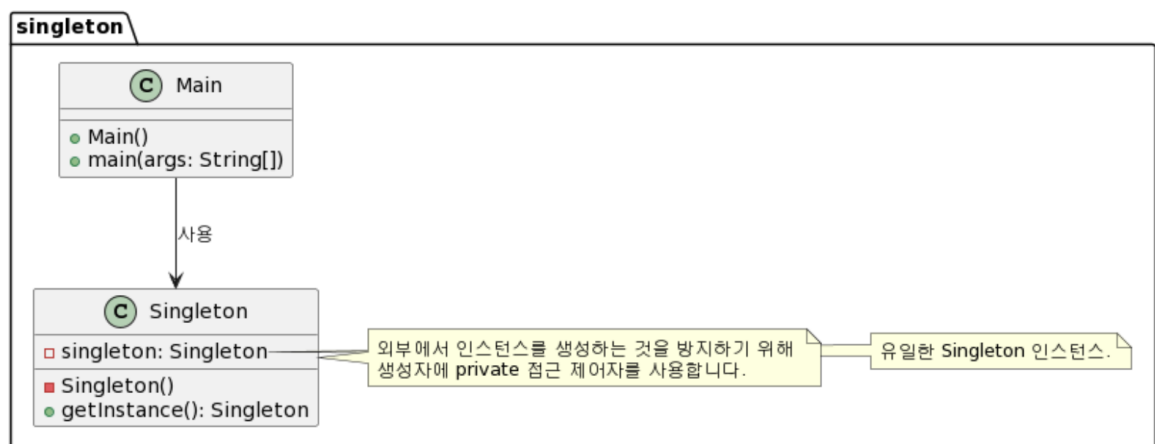 singleton
C Main
Main()
main(args: String[])
사용
C Singleton
singleton: Singleton
Singleton()
getInstance(): Singleton
외부에서 인스턴스를 생성하는 것을 방지하기 위해
생성자에 private 접근 제어자를 사용합니다.
유일한 Singleton 인스턴스.